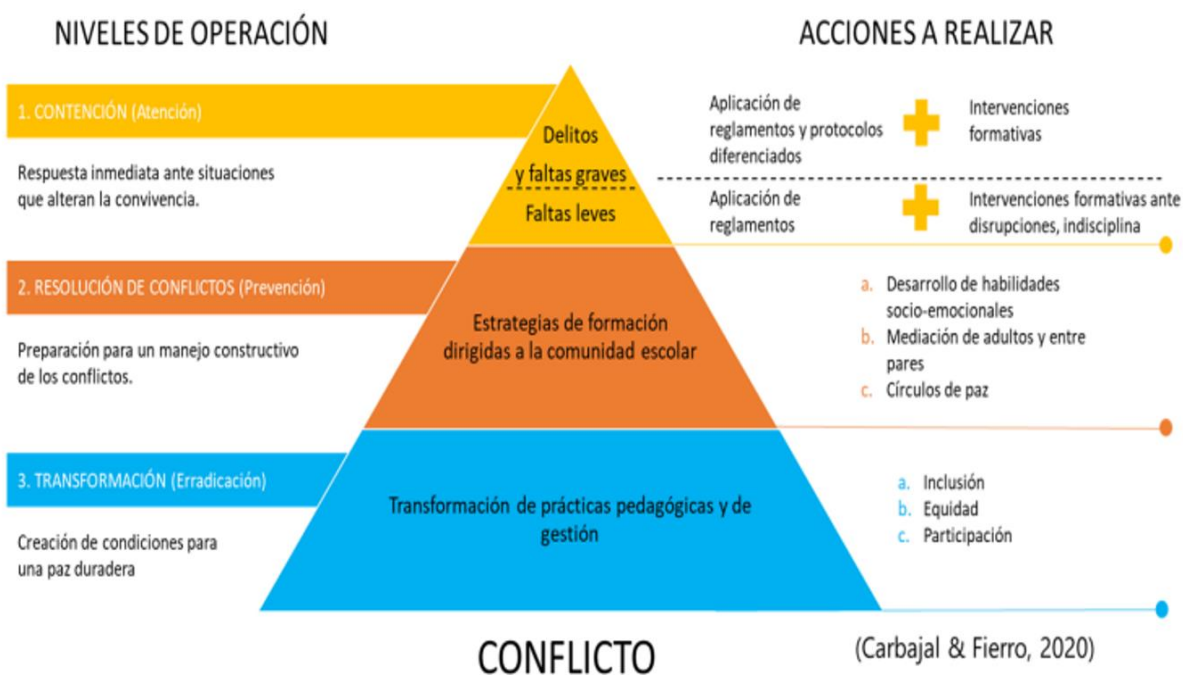 NIVELES DE OPERACIÓN
ACCIONES A REALIZAR
1. CONTENCIÓN (Atención)
Respuesta inmediata ante situaciones
que alteran la convivencia.
Delitos
y faltas graves
Faltas leves
Aplicación de
reglamentos y protocolos
diferenciados
Intervenciones
formativas
Aplicación de
reglamentos
Intervenciones formativas ante
disrupciones, indisciplina
2. RESOLUCIÓN DE CONFLICTOS (Prevención)
Preparación para un manejo constructivo
de los conflictos.
Estrategias de formación
dirigidas a la comunidad escolar
a. Desarrollo de habilidades
socio-emocionales
b. Mediación de adultos y entre
pares
c. Círculos de paz
3. TRANSFORMACIÓN (Erradicación)
Creación de condiciones para
una paz duradera
Transformación de prácticas pedagógicas y de
gestión
a. Inclusión
b. Equidad
c. Participación
CONFLICTO
(Carbajal & Fierro, 2020)